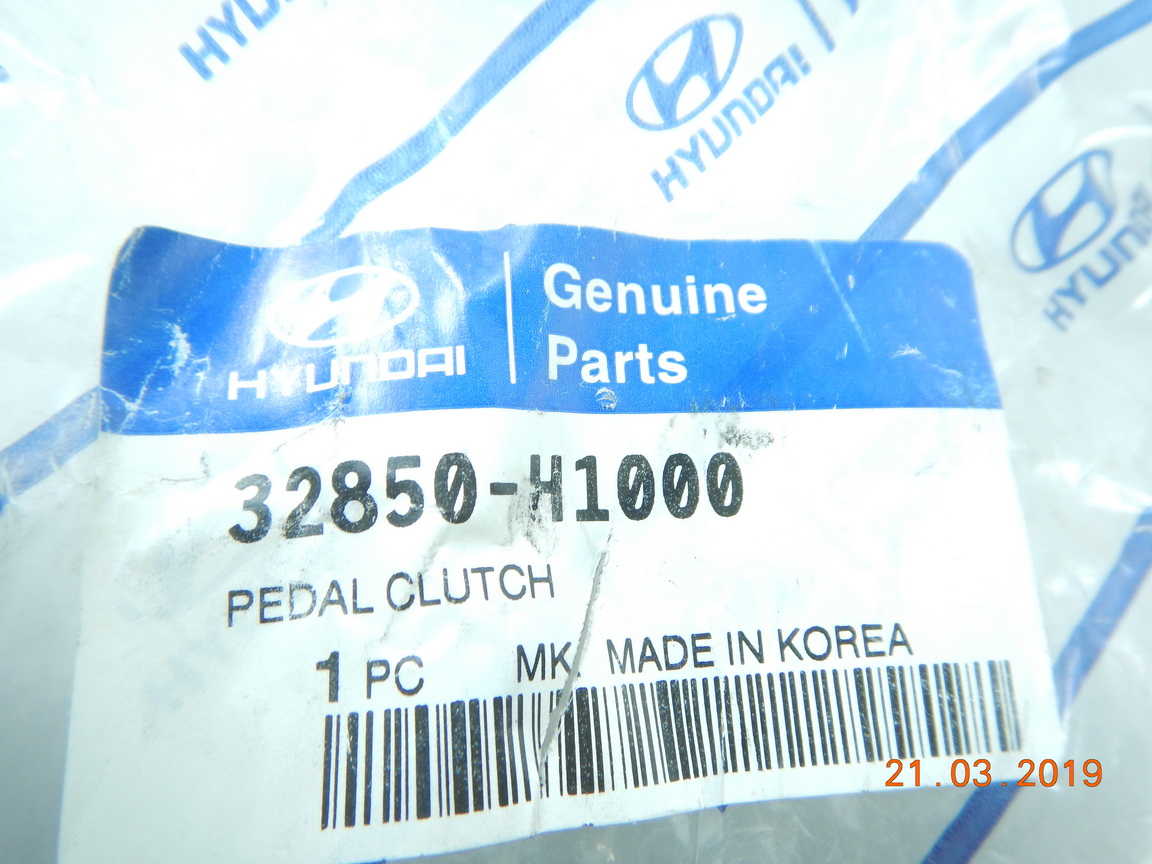 HYUNDAI
HYUNDAI
HYUNDAI
HYUNDAI
Genuine
Parts
32850-H1000
PEDAL CLUTCH
1 PC MK MADE IN KOREA
21.03.2019